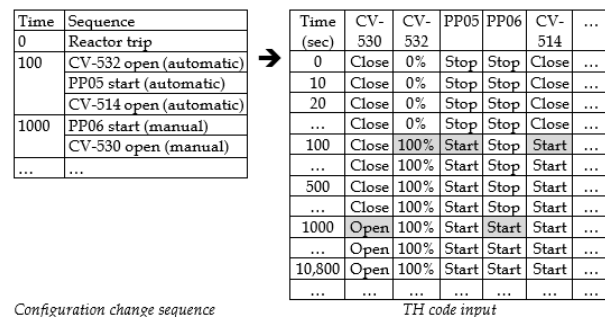 Time Sequence
0 Reactor trip
100 CV-532 open (automatic)
PP05 start (automatic)
CV-514 open (automatic)
1000 PP06 start (manual)
CV-530 open (manual)
... ...
Configuration change sequence
Time (sec) CV-530 CV-532 PP05 PP06 CV-514 ...
0 Close 0% Stop Stop Close ...
10 Close 0% Stop Stop Close ...
20 Close 0% Stop Stop Close ...
... Close 0% Stop Stop Close ...
100 Close 100% Start Stop Start ...
... Close 100% Start Stop Start ...
500 Close 100% Start Stop Start ...
... Close 100% Start Stop Start ...
1000 Open 100% Start Start Start ...
... Open 100% Start Start Start ...
10,800 Open 100% Start Start Start ...
... ... ... ... ... ... ...
TH code input